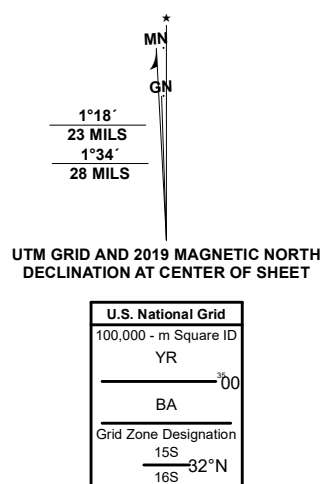 MN
GN
1°18´
23 MILS
1°34´
28 MILS
UTM GRID AND 2019 MAGNETIC NORTH
DECLINATION AT CENTER OF SHEET
U.S. National Grid
100,000 - m Square ID
YR
3500
BA
Grid Zone Designation
15S
32°N
16S